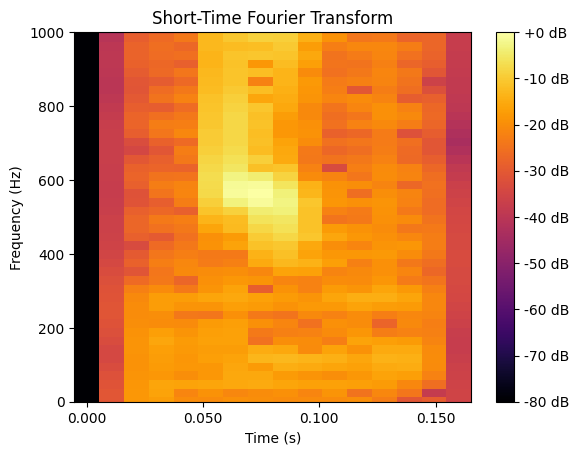 Short-Time Fourier Transform
1000
800
600
400
200
0
Frequency (Hz)
0.000
0.050
0.100
0.150
Time (s)
+0 dB
-10 dB
-20 dB
-30 dB
-40 dB
-50 dB
-60 dB
-70 dB
-80 dB